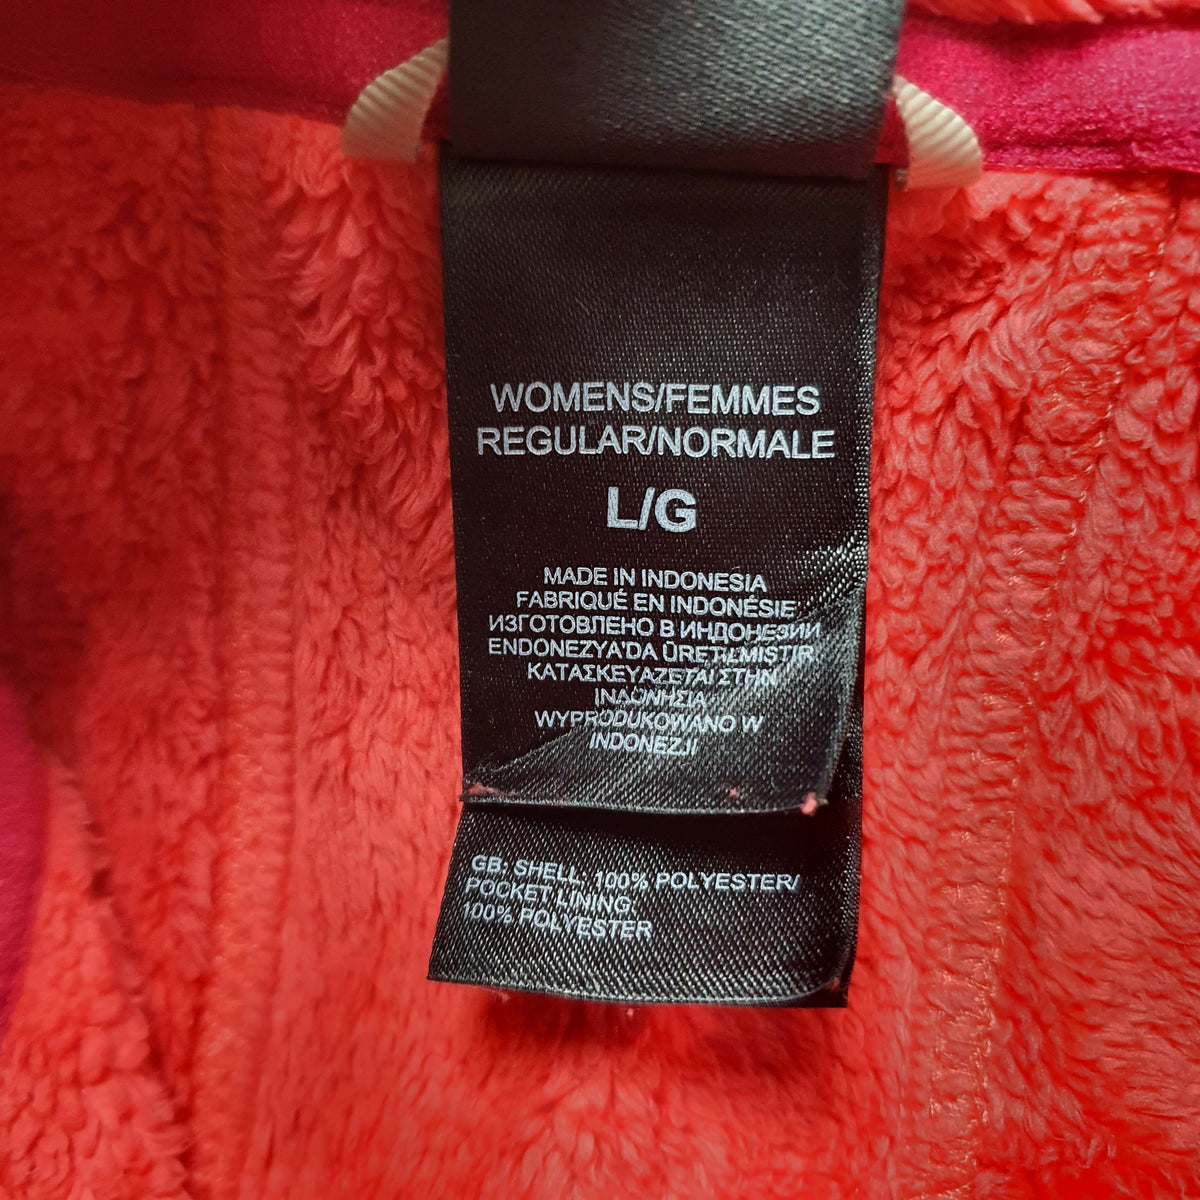 WOMENS/FEMMES
REGULAR/NORMALE
L/G
MADE IN INDONESIA
FABRIQUÉ EN INDONÉSIE
ИЗГОТОВЛЕНО В ИНДОНЕЗИИ
ENDONEZYA'DA ÜRETILMISTIR
ΚΑΤΑΣΚΕΥΑΖΕΤΑΙ ΣΤΗΝ
ΙΝΔΟΝΗΣΙΑ
WYPRODUKOWANO W
INDONEZJI
GB: SHELL, 100% POLYESTER/
POCKET LINING,
100% POLYESTER